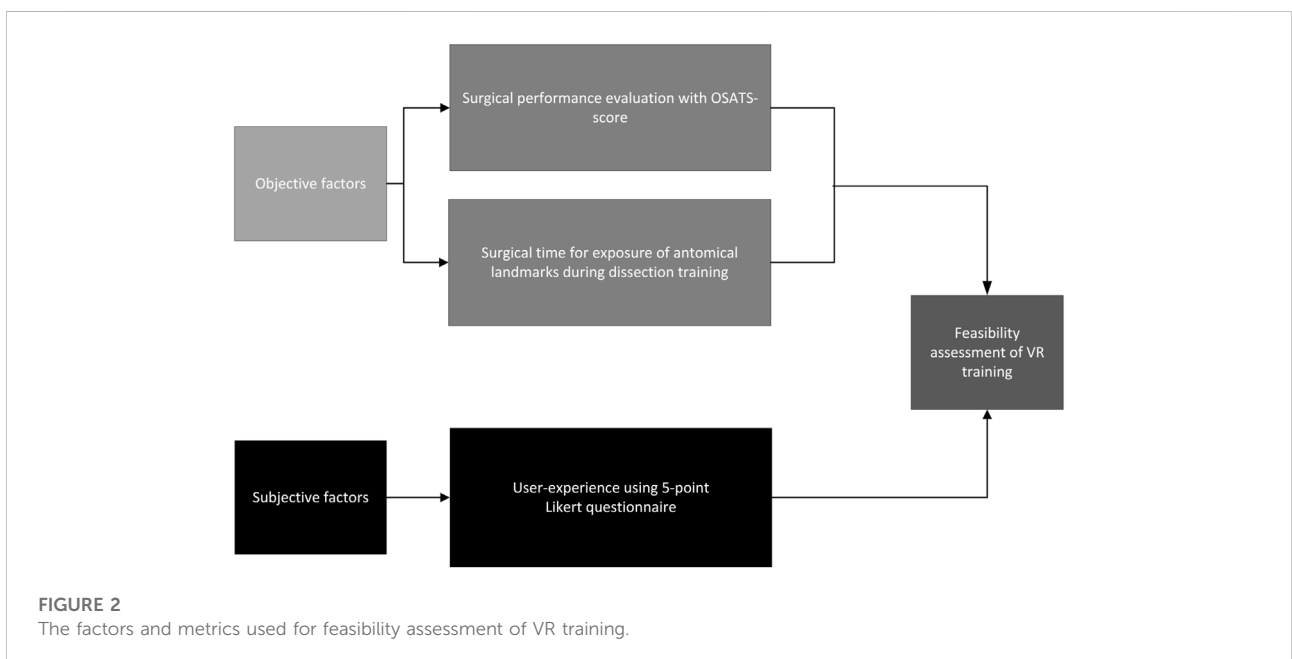 Surgical performance evaluation with OSATS-
score
Objective factors
Surgical time for exposure of antomical
landmarks during dissection training
Feasibility
assessment of VR
training
Subjective factors
User-experience using 5-point
Likert questionnaire
FIGURE 2
The factors and metrics used for feasibility assessment of VR training.